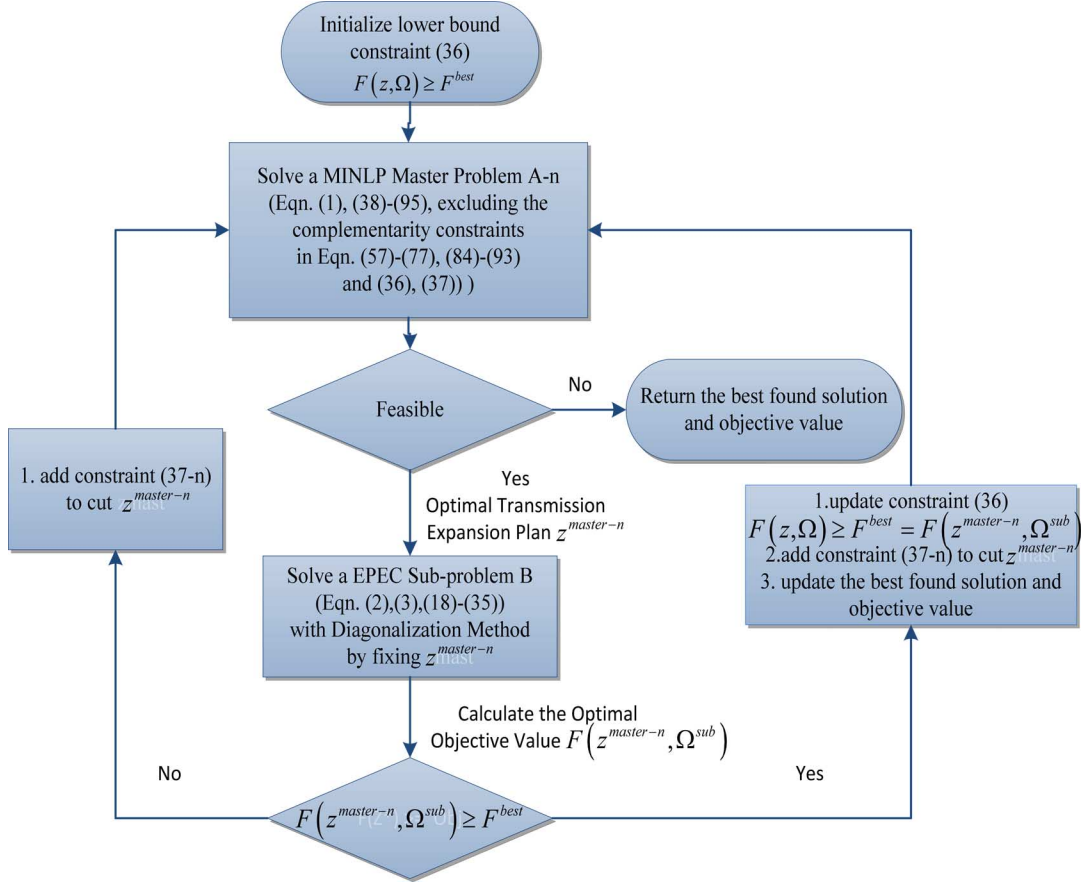 Initialize lower bound
constraint (36)
F(z,Ω) ≥ F^best
Solve a MINLP Master Problem A-n
(Eqn. (1), (38)-(95), excluding the
complementarity constraints
in Eqn. (57)-(77), (84)-(93)
and (36), (37)) )
Feasible
No
Return the best found solution
and objective value
Yes
Optimal Transmission
Expansion Plan z^master-n
1. add constraint (37-n)
to cut z^master-n
Solve a EPEC Sub-problem B
(Eqn. (2),(3),(18)-(35))
with Diagonalization Method
by fixing z^master-n
1.update constraint (36)
F(z,Ω) ≥ F^best = F(z^master-n,Ω^sub)
2.add constraint (37-n) to cut z^master-n
3. update the best found solution and
objective value
Calculate the Optimal
Objective Value F(z^master-n,Ω^sub)
No
Yes
F(z^master-n,Ω^sub) ≥ F^best